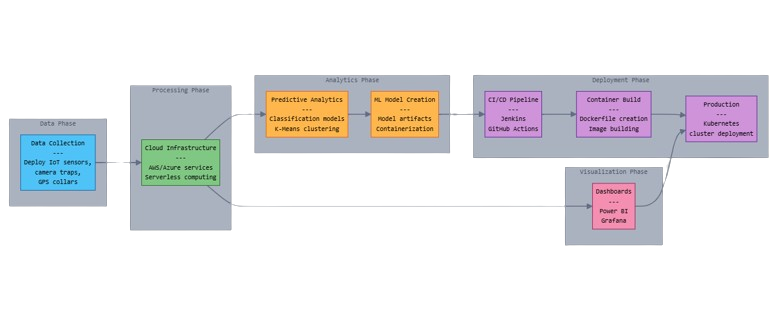 Data Phase
Data Collection
---
Deploy IoT sensors,
camera traps,
GPS collars
Processing Phase
Cloud Infrastructure
---
AWS/Azure services
Serverless computing
Analytics Phase
Predictive Analytics
---
Classification models
K-Means clustering
ML Model Creation
---
Model artifacts
Containerization
Deployment Phase
CI/CD Pipeline
---
Jenkins
GitHub Actions
Container Build
---
Dockerfile creation
Image building
Production
---
Kubernetes
cluster deployment
Visualization Phase
Dashboards
---
Power BI
Grafana